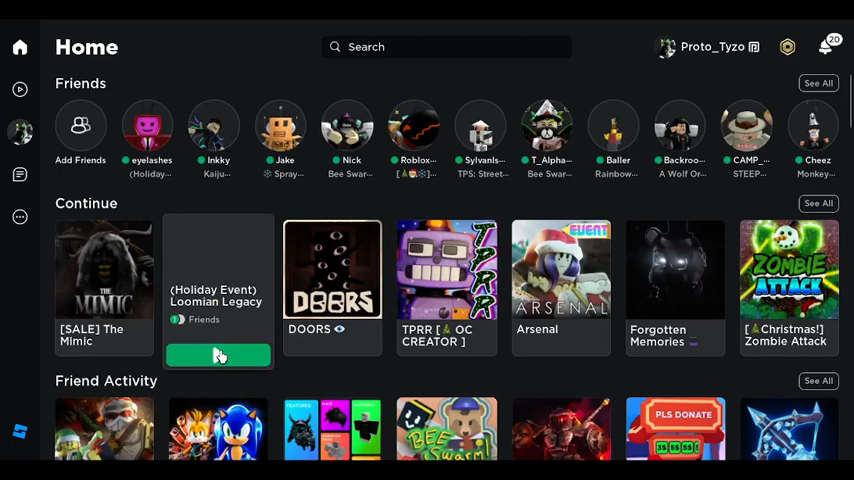 Home
Search
Proto_Tyzo
20
Friends
See All
Add Friends
eyelashes
(Holiday···
Inkky
Kaiju···
Jake
❄ Spray···
Nick
Bee Swar···
Roblox···
[🎄🎅❄]···
Sylvanls···
TPS: Street···
T_Alpha···
Bee Swar···
Baller
Rainbow···
Backroo···
A Wolf Or···
CAMP_···
STEEP···
Cheez
Monkey···
Continue
See All
THE
MIMIC
[SALE] The
Mimic
(Holiday Event)
Loomian Legacy
1
Friends
DOORS
DOORS 👁
TPRR
TPRR [🎄 OC
CREATOR ]
EVENT
ARSENAL
Arsenal
Forgotten
Memories
ZOMBIE
ATTACK
[🎄Christmas!]
Zombie Attack
Friend Activity
See All
FEATURED
BEE
Swarm
PLS DONATE